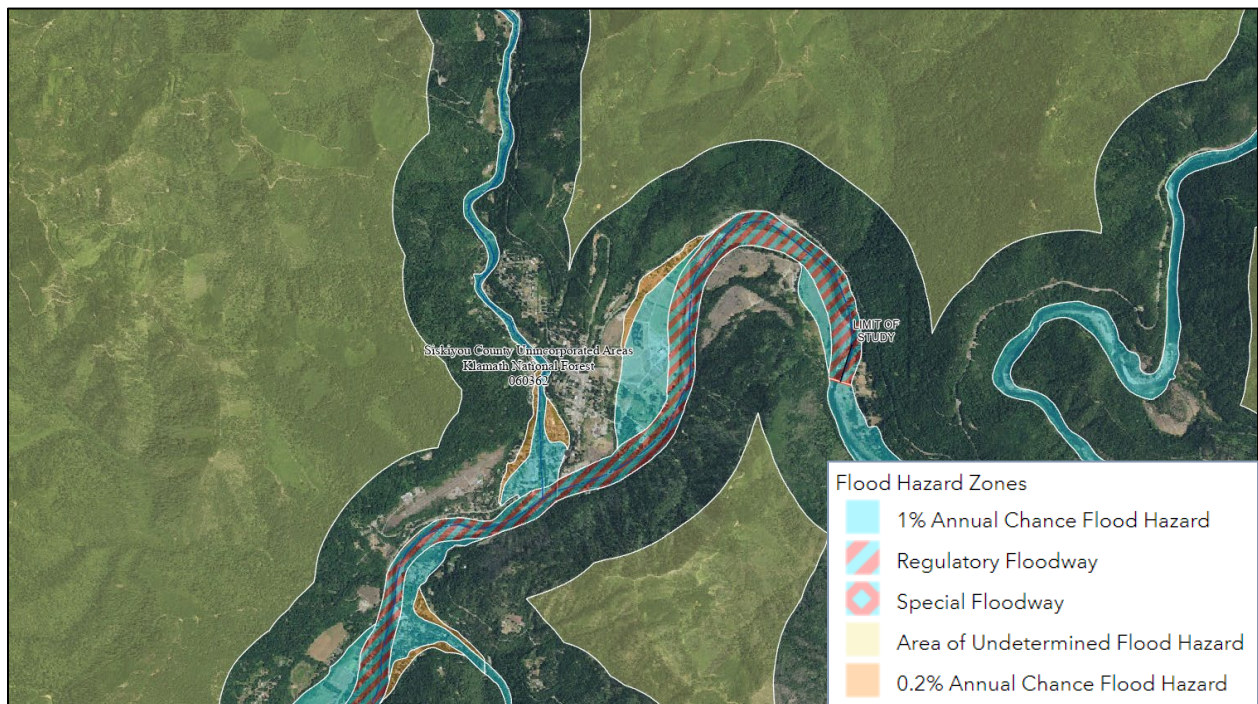 LIMIT OF
STUDY
Siskiyou County Unincorporated Areas
Klamath National Forest
060362
Flood Hazard Zones
1% Annual Chance Flood Hazard
Regulatory Floodway
Special Floodway
Area of Undetermined Flood Hazard
0.2% Annual Chance Flood Hazard